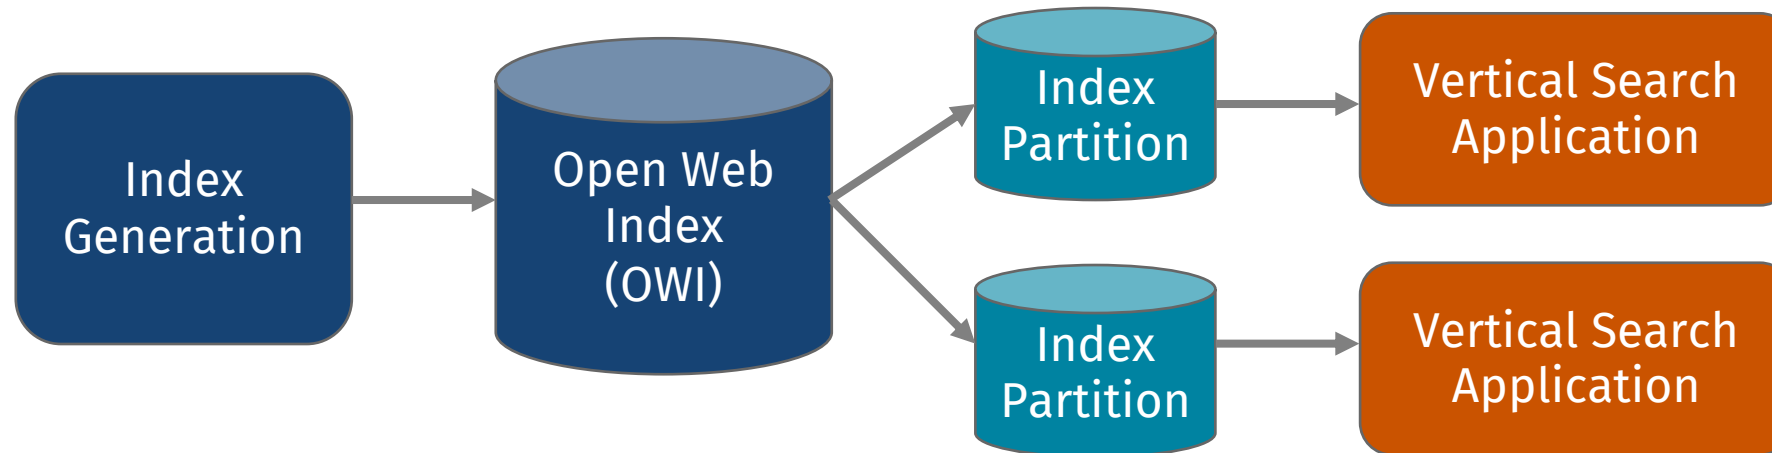 Index
Generation
Open Web
Index
(OWI)
Index
Partition
Vertical Search
Application
Index
Partition
Vertical Search
Application